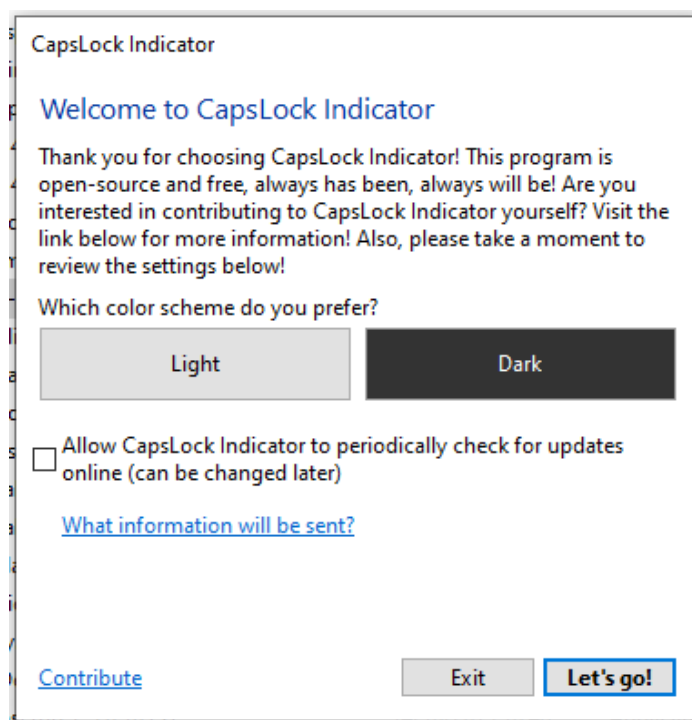 CapsLock Indicator
Welcome to CapsLock Indicator
Thank you for choosing CapsLock Indicator! This program is
open-source and free, always has been, always will be! Are you
interested in contributing to CapsLock Indicator yourself? Visit the
link below for more information! Also, please take a moment to
review the settings below!
Which color scheme do you prefer?
Light Dark
Allow CapsLock Indicator to periodically check for updates
online (can be changed later)
What information will be sent?
Contribute Exit Let's go!